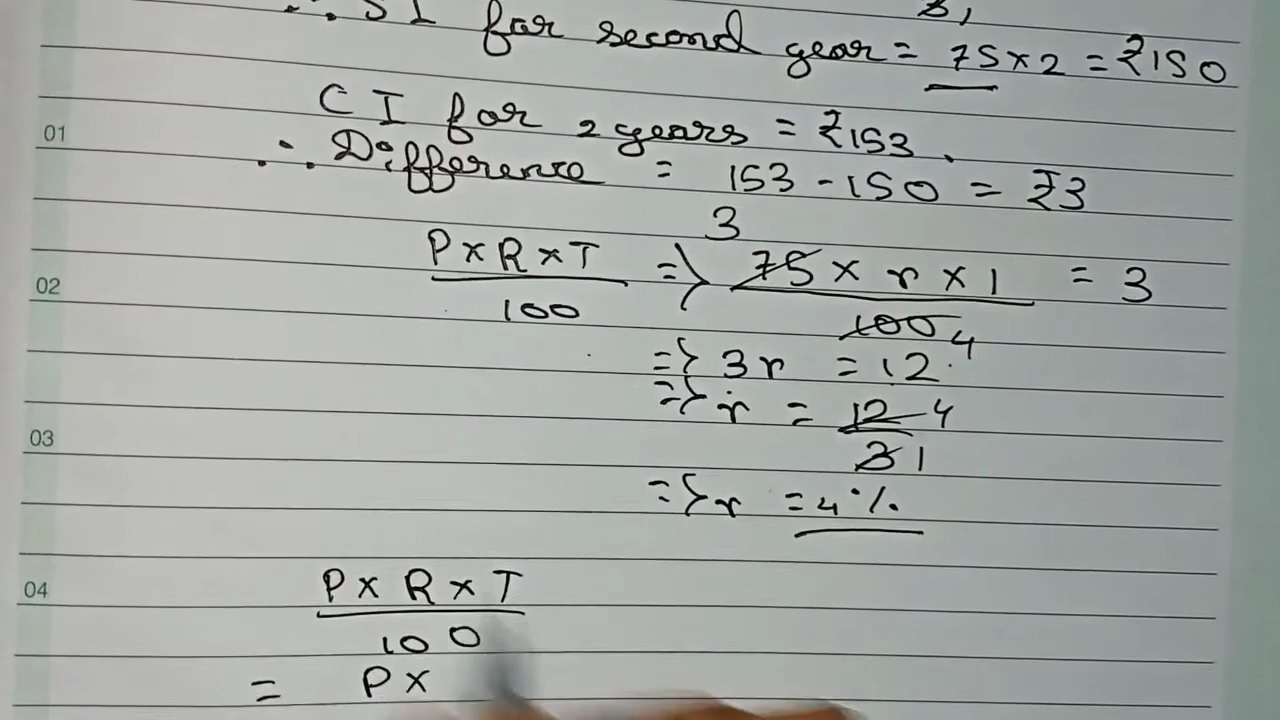 ∴ SI for second year = 75 × 2 = ₹150
CI for 2 years = ₹153.
01
∴ Difference = 153 - 150 = ₹3
3
P × R × T => 75 × r × 1 = 3
02
100 100 4
=> 3r = 12
=> r = 12 4
03
3 1
=> r = 4%
04
P × R × T
100
= P ×